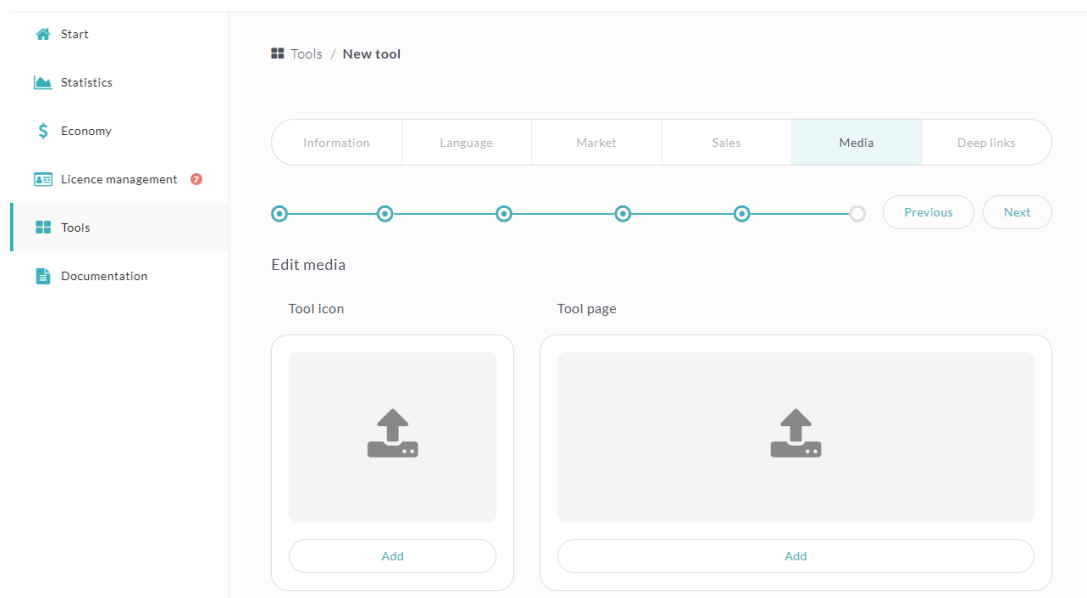 Start
Statistics
Economy
Licence management 7
Tools
Documentation
Tools / New tool
Information Language Market Sales Media Deep links
Previous Next
Edit media
Tool icon Tool page
Add Add